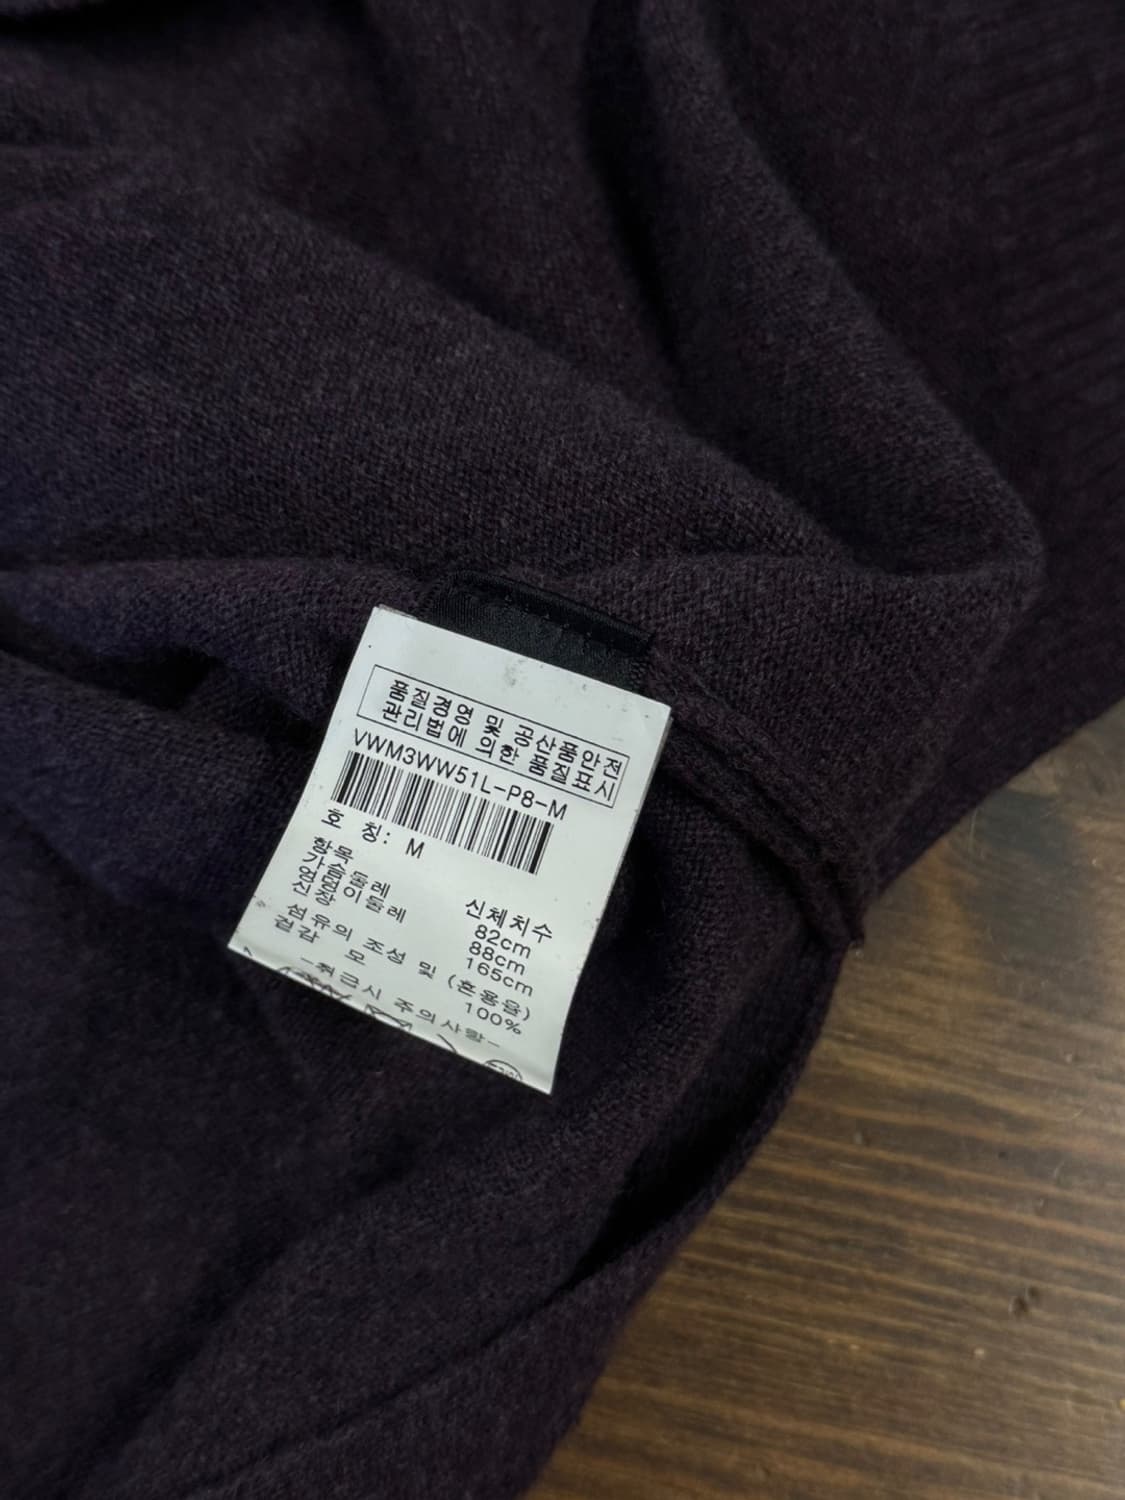 품질경영 및 공산품안전
관리법에 의한 품질표시
VWM3WW51L-P8-M
호 칭: M
항목 신체치수
가슴둘레 82cm
엉덩이둘레 88cm
신장 165cm
섬유의 조성 및 (혼용율)
겉감 모 100%
-취급시 주의사항-